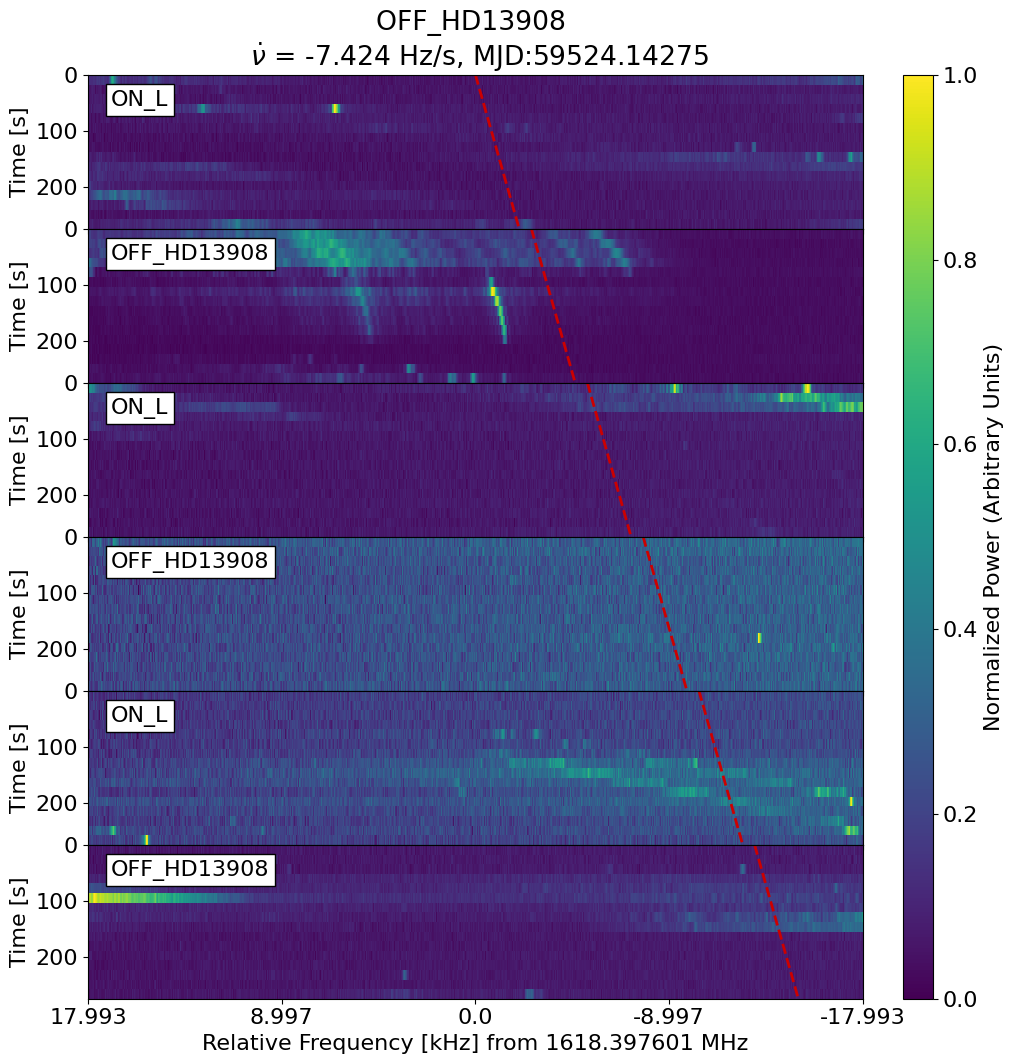 OFF_HD13908
ν̇ = -7.424 Hz/s, MJD:59524.14275
ON_L
OFF_HD13908
ON_L
OFF_HD13908
ON_L
OFF_HD13908
Time [s]
0
100
200
Time [s]
0
100
200
Time [s]
0
100
200
Time [s]
0
100
200
Time [s]
0
100
200
Time [s]
0
100
200
17.993 8.997 0.0 -8.997 -17.993
Relative Frequency [kHz] from 1618.397601 MHz
1.0
0.8
0.6
0.4
0.2
0.0
Normalized Power (Arbitrary Units)